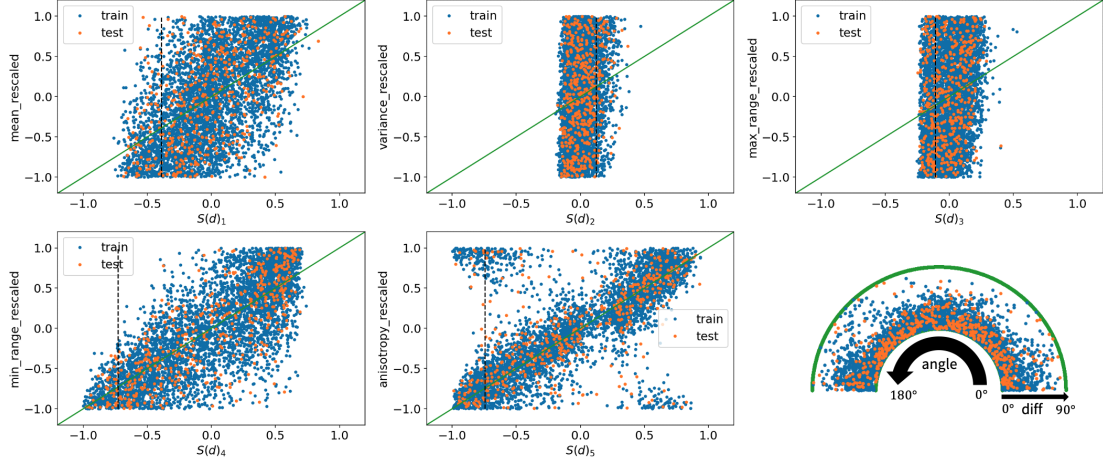 train
test
mean_rescaled
1.0
0.5
0.0
−0.5
−1.0
−1.0 −0.5 0.0 0.5 1.0
S(d)₁
train
test
variance_rescaled
1.0
0.5
0.0
−0.5
−1.0
−1.0 −0.5 0.0 0.5 1.0
S(d)₂
train
test
max_range_rescaled
1.0
0.5
0.0
−0.5
−1.0
−1.0 −0.5 0.0 0.5 1.0
S(d)₃
train
test
min_range_rescaled
1.0
0.5
0.0
−0.5
−1.0
−1.0 −0.5 0.0 0.5 1.0
S(d)₄
train
test
anisotropy_rescaled
1.0
0.5
0.0
−0.5
−1.0
−1.0 −0.5 0.0 0.5 1.0
S(d)₅
angle
180° 0°
0° diff 90°